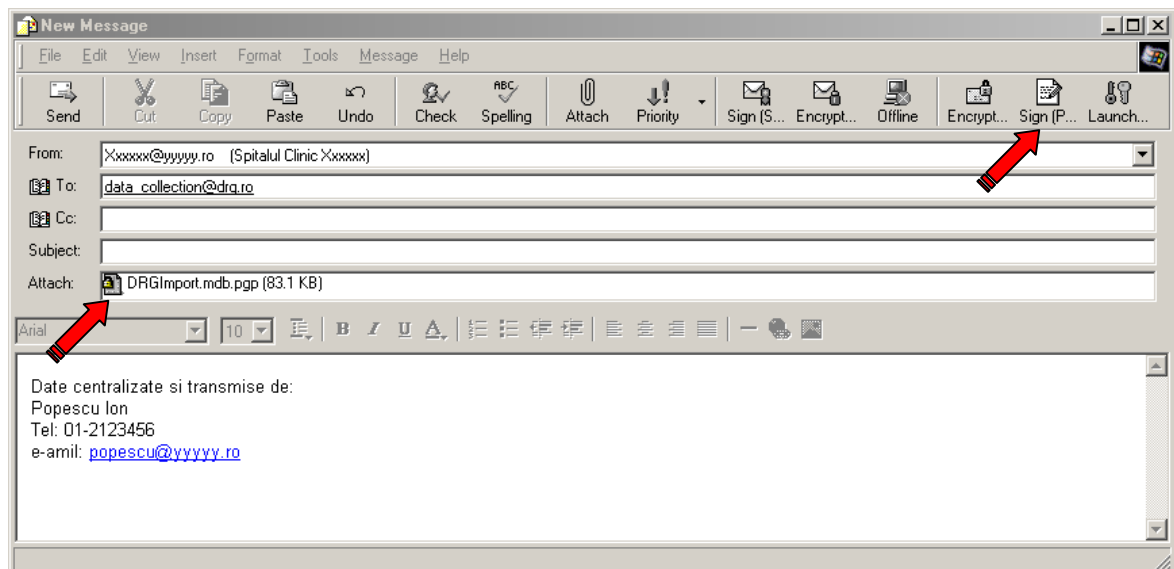 New Message
File Edit View Insert Format Tools Message Help
Send Cut Copy Paste Undo Check ABC Spelling Attach Priority Sign (S... Encrypt... Offline Encrypt... Sign (P... Launch...
From: Xxxxxx@yyyyy.ro (Spitalul Clinic Xxxxxx)
To: data_collection@drg.ro
Cc:
Subject:
Attach: DRGImport.mdb.pgp (83.1 KB)
Arial 10 B I U A
Date centralizate si transmise de:
Popescu Ion
Tel: 01-2123456
e-amil: popescu@yyyyy.ro